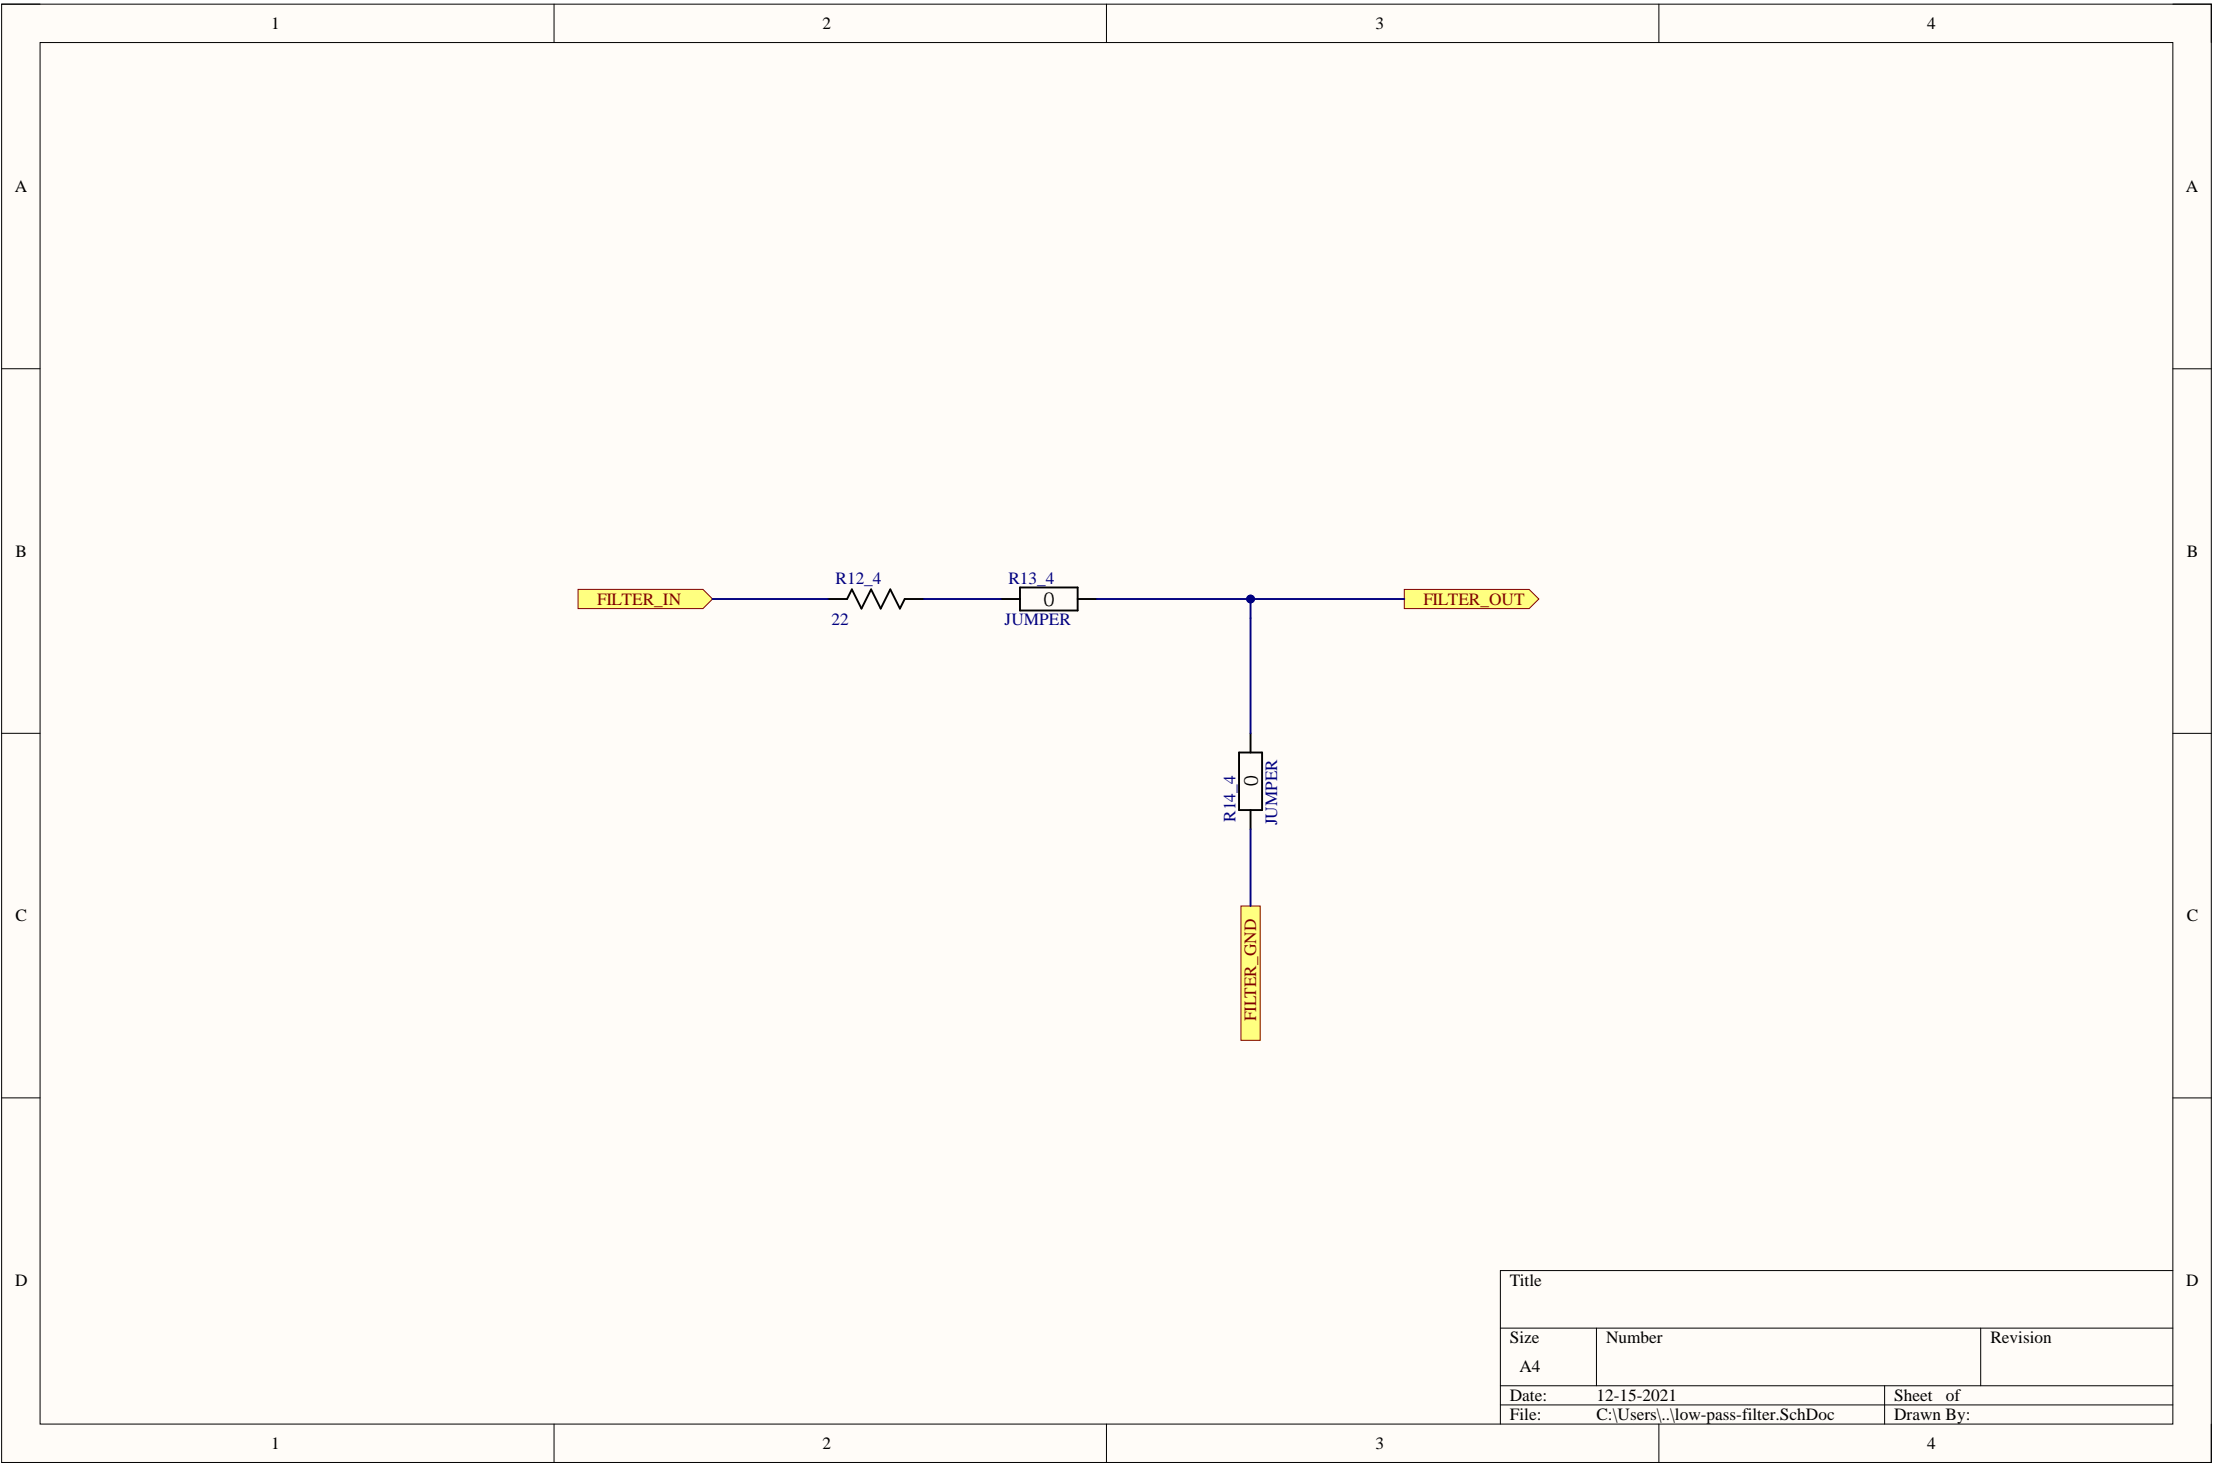 1 2 3 4
A A
B B
R12_4 R13_4
FILTER_IN 0 FILTER_OUT
22 JUMPER
R14_4 0 JUMPER
C C
FILTER_GND
D D
Title
Size Number Revision
A4
Date: 12-15-2021 Sheet of
File: C:\Users\..\low-pass-filter.SchDoc Drawn By:
1 2 3 4